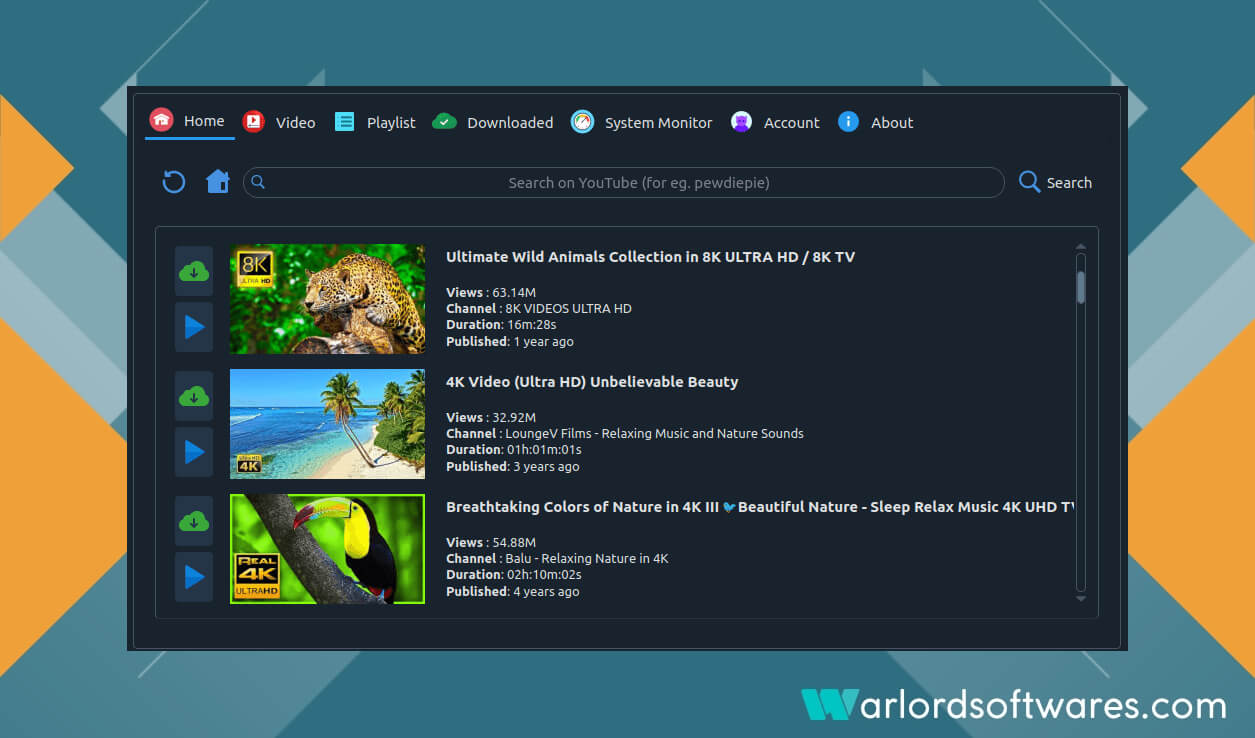 Home Video Playlist Downloaded System Monitor Account About
Search on YouTube (for eg. pewdiepie) Search
8K
ULTRA HD
Ultimate Wild Animals Collection in 8K ULTRA HD / 8K TV
Views : 63.14M
Channel : 8K VIDEOS ULTRA HD
Duration: 16m:28s
Published: 1 year ago
4K Video (Ultra HD) Unbelievable Beauty
Views : 32.92M
Channel : LoungeV Films - Relaxing Music and Nature Sounds
Duration: 01h:01m:01s
Published: 3 years ago
ULTRA HD
4K
Breathtaking Colors of Nature in 4K III 🐦Beautiful Nature - Sleep Relax Music 4K UHD TV
Views : 54.88M
Channel : Balu - Relaxing Nature in 4K
Duration: 02h:10m:02s
Published: 4 years ago
REAL
4K
ULTRAHD
Warlordsoftwares.com